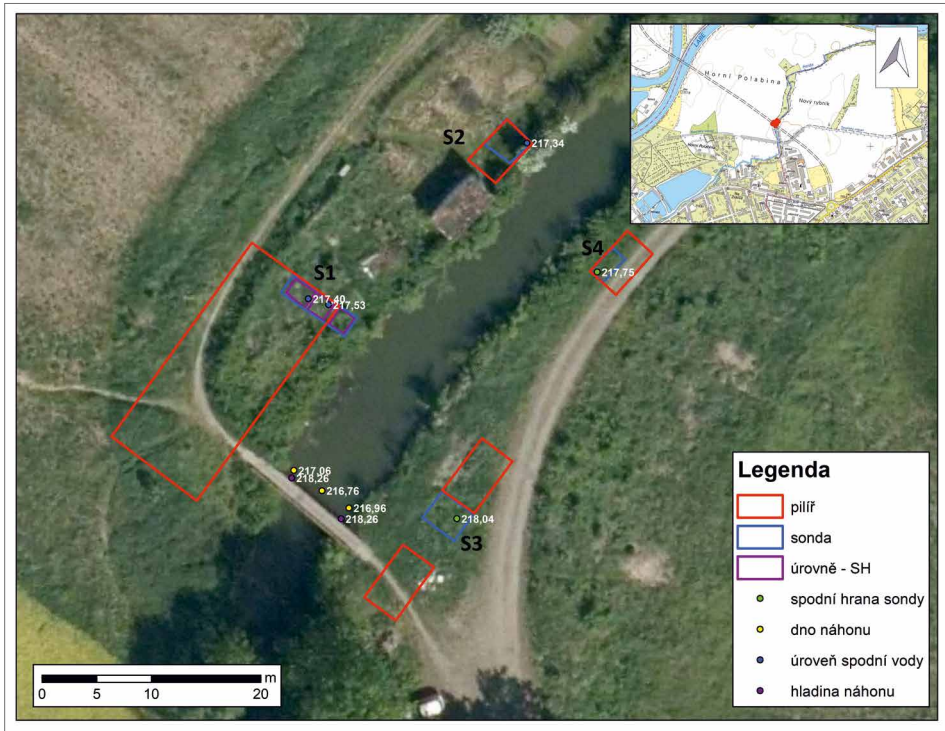 S2
217,34
S1
217,40
217,53
S4
217,75
217,06
218,26
216,76
216,96
218,26
218,04
S3
LABE
Horní Polabina
Nový rybník
Legenda
pilíř
sonda
úrovně - SH
spodní hrana sondy
dno náhonu
úroveň spodní vody
hladina náhonu
m
0 5 10 20